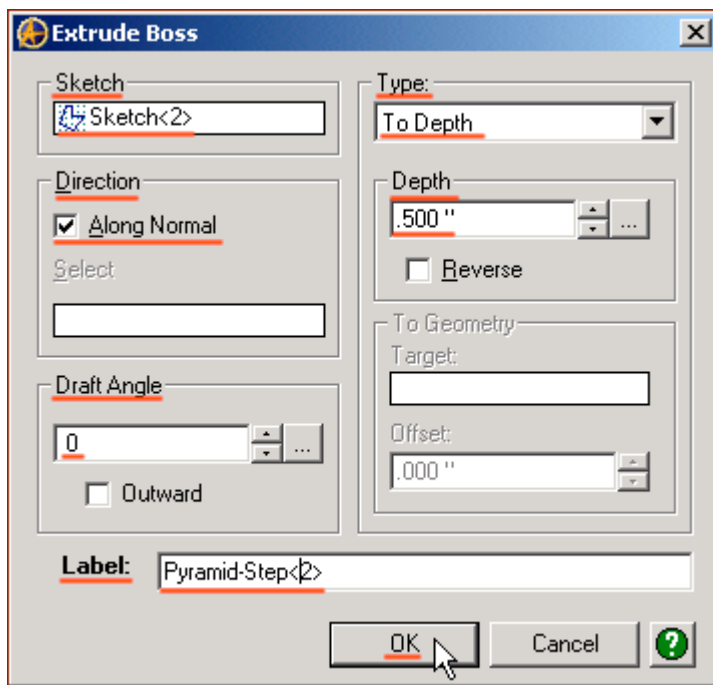 Extrude Boss
Sketch
Sketch<2>
Direction
Along Normal
Select
Draft Angle
0
...
Outward
Type:
To Depth
Depth
.500 "
...
Reverse
To Geometry
Target:
Offset:
.000 "
Label:
Pyramid-Step<2>
OK
Cancel
?